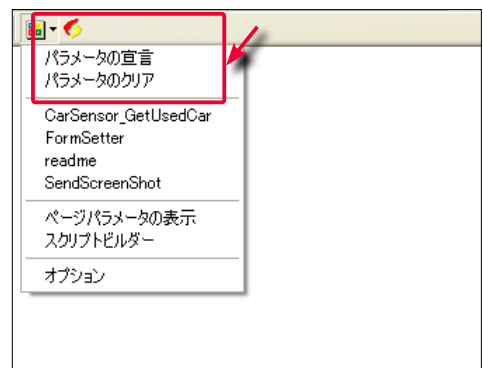 パラメータの宣言
パラメータのクリア
CarSensor_GetUsedCar
FormSetter
readme
SendScreenShot
ページパラメータの表示
スクリプトビルダー
オプション